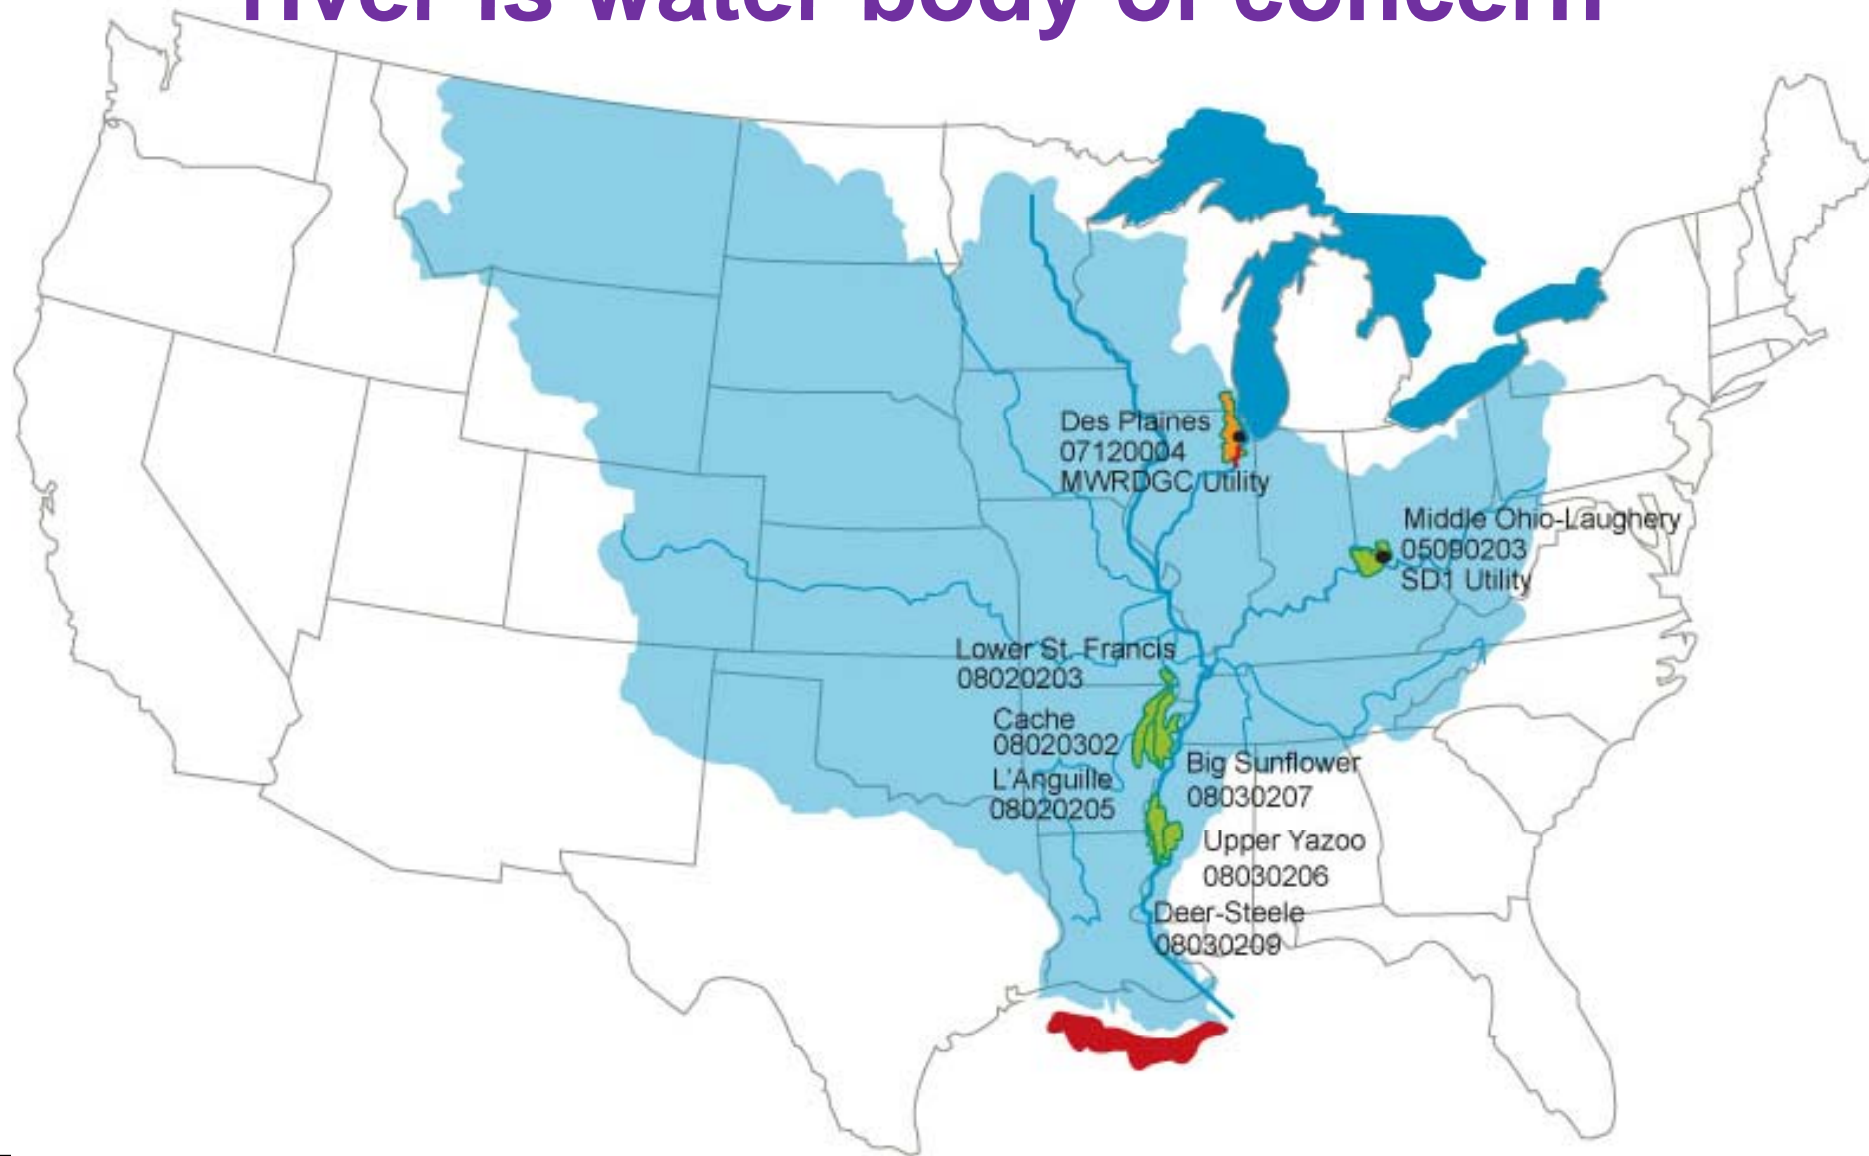 river is water body of concern
Des Plaines
07120004
MWRDGC Utility
Middle Ohio-Laughery
05090203
SD1 Utility
Lower St. Francis
08020203
Cache
08020302
L'Anguille
08020205
Big Sunflower
08030207
Upper Yazoo
08030206
Deer-Steele
08030209